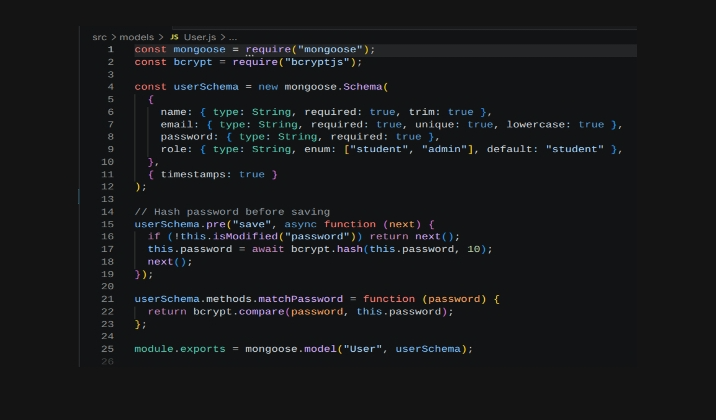 src > models > JS User.js > ...
1 const mongoose = require("mongoose");
2 const bcrypt = require("bcryptjs");
3
4 const userSchema = new mongoose.Schema(
5 {
6 name: { type: String, required: true, trim: true },
7 email: { type: String, required: true, unique: true, lowercase: true },
8 password: { type: String, required: true },
9 role: { type: String, enum: ["student", "admin"], default: "student" },
10 },
11 { timestamps: true }
12 );
13
14 // Hash password before saving
15 userSchema.pre("save", async function (next) {
16 if (!this.isModified("password")) return next();
17 this.password = await bcrypt.hash(this.password, 10);
18 next();
19 });
20
21 userSchema.methods.matchPassword = function (password) {
22 return bcrypt.compare(password, this.password);
23 };
24
25 module.exports = mongoose.model("User", userSchema);
26